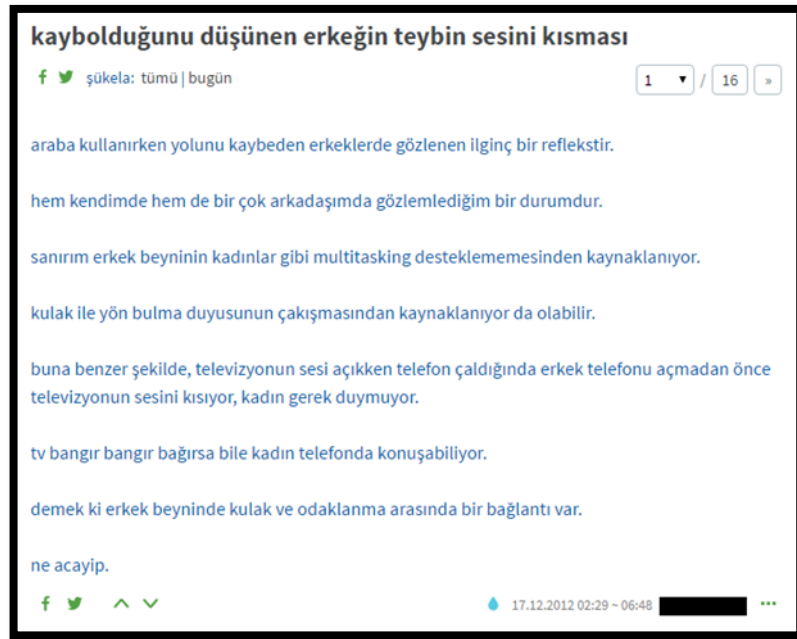 kaybolduğunu düşünen erkeğin teybin sesini kısması
şükela: tümü | bugün
1 / 16 »
araba kullanırken yolunu kaybeden erkeklerde gözlenen ilginç bir reflekstir.
hem kendimde hem de bir çok arkadaşımda gözlemlediğim bir durumdur.
sanırım erkek beyninin kadınlar gibi multitasking desteklememesinden kaynaklanıyor.
kulak ile yön bulma duyusunun çakışmasından kaynaklanıyor da olabilir.
buna benzer şekilde, televizyonun sesi açıkken telefon çaldığında erkek telefonu açmadan önce
televizyonun sesini kısıyor, kadın gerek duymuyor.
tv bangır bangır bağırsa bile kadın telefonda konuşabiliyor.
demek ki erkek beyninde kulak ve odaklanma arasında bir bağlantı var.
ne acayip.
17.12.2012 02:29 ~ 06:48